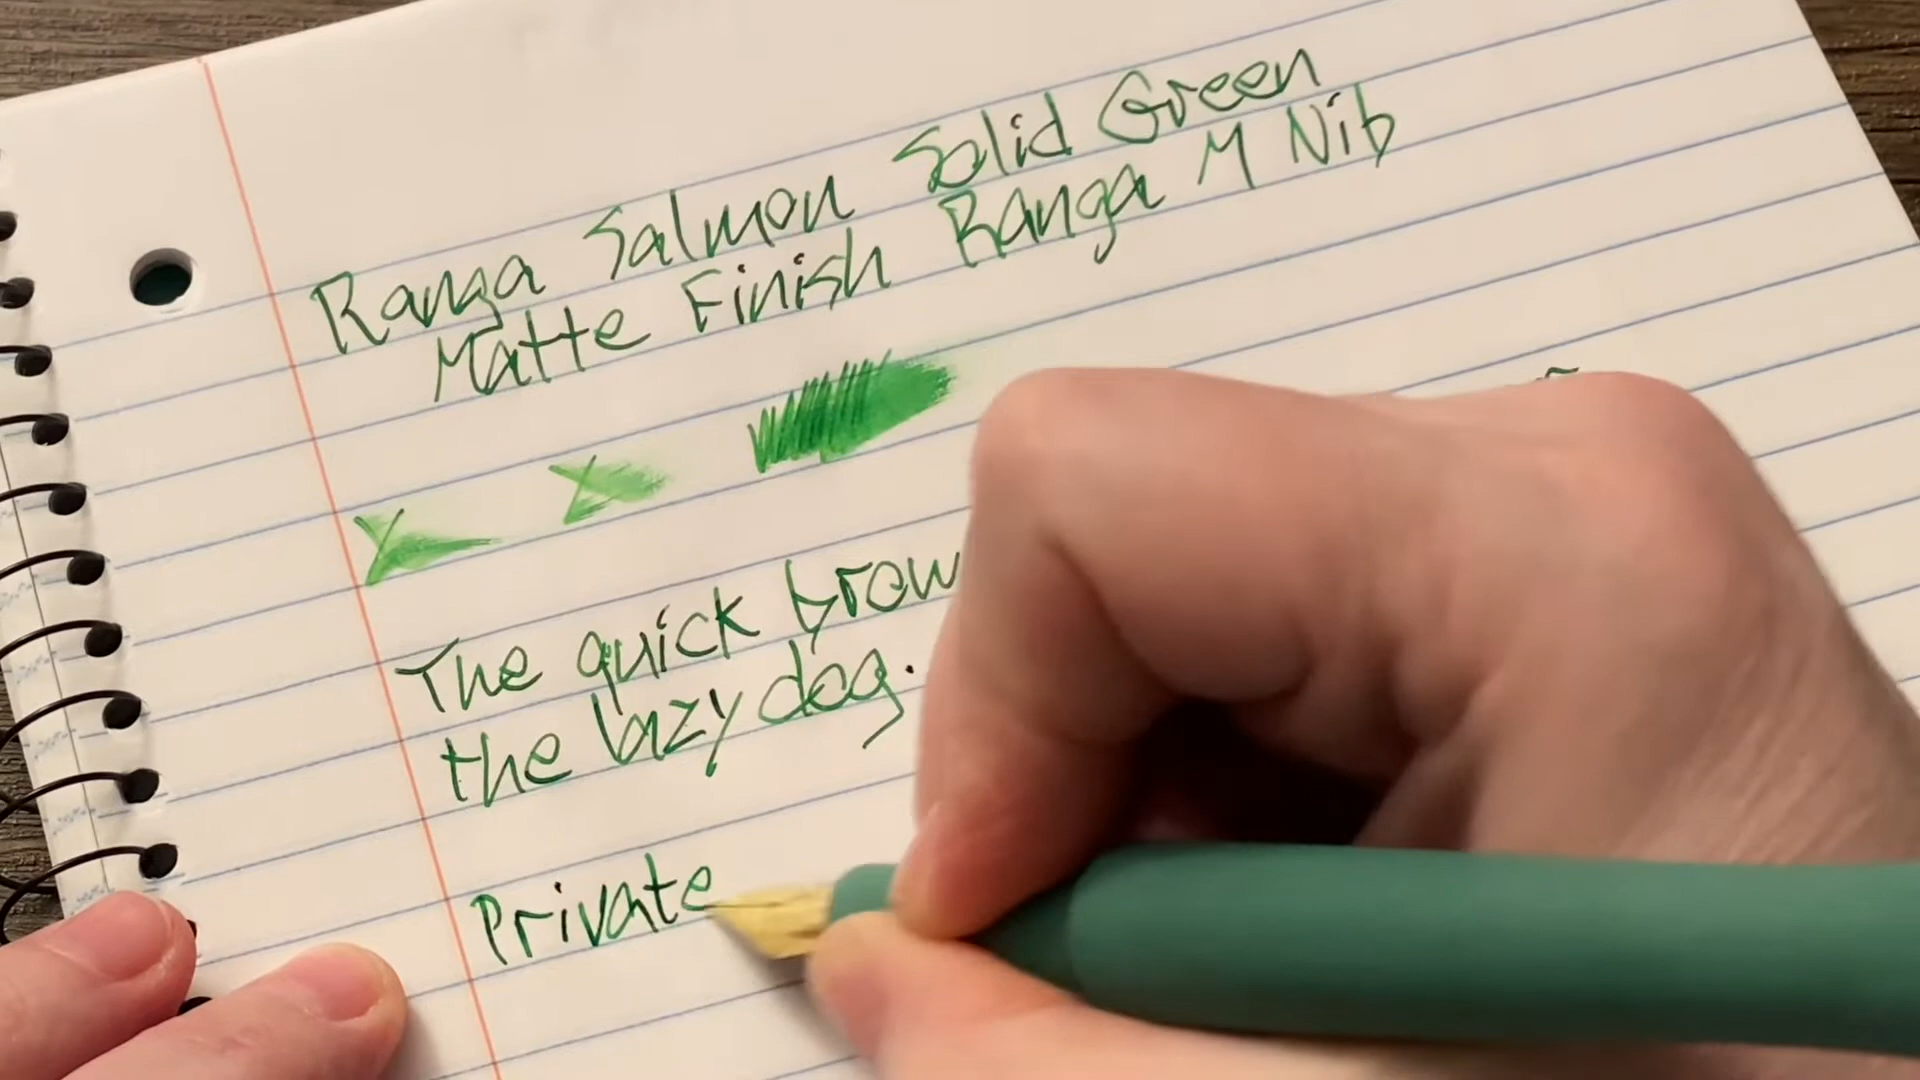 Ranga Salmon Solid Green
Matte Finish Ranga M Nib
The quick brow
the lazy dog.
Private